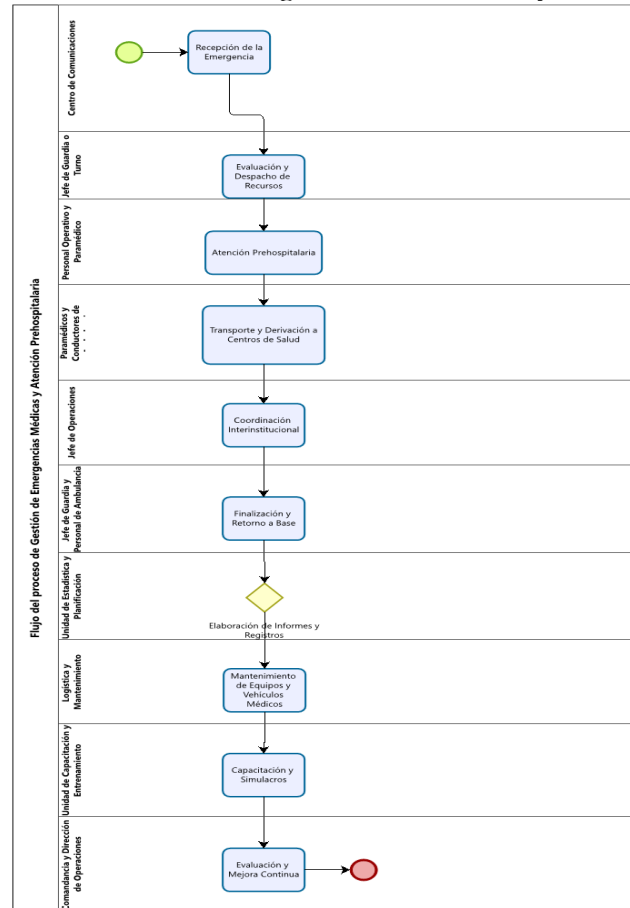 Flujo del proceso de Gestión de Emergencias Médicas y Atención Prehospitalaria
Centro de Comunicaciones
Recepción de la
Emergencia
Jefe de Guardia o
Turno
Evaluación y
Despacho de
Recursos
Personal Operativo y
Paramédico
Atención Prehospitalaria
Paramédicos y
Conductores de
Transporte y Derivación a
Centros de Salud
Jefe de Operaciones
Coordinación
Interinstitucional
Jefe de Guardia y
Personal de Ambulancia
Finalización y
Retorno a Base
Unidad de Estadística y
Planificación
Elaboración de Informes y
Registros
Logística y
Mantenimiento
Mantenimiento
de Equipos y
Vehículos
Médicos
Unidad de Capacitación y
Entrenamiento
Capacitación y
Simulacros
Comandancia y Dirección
de Operaciones
Evaluación y
Mejora Continua